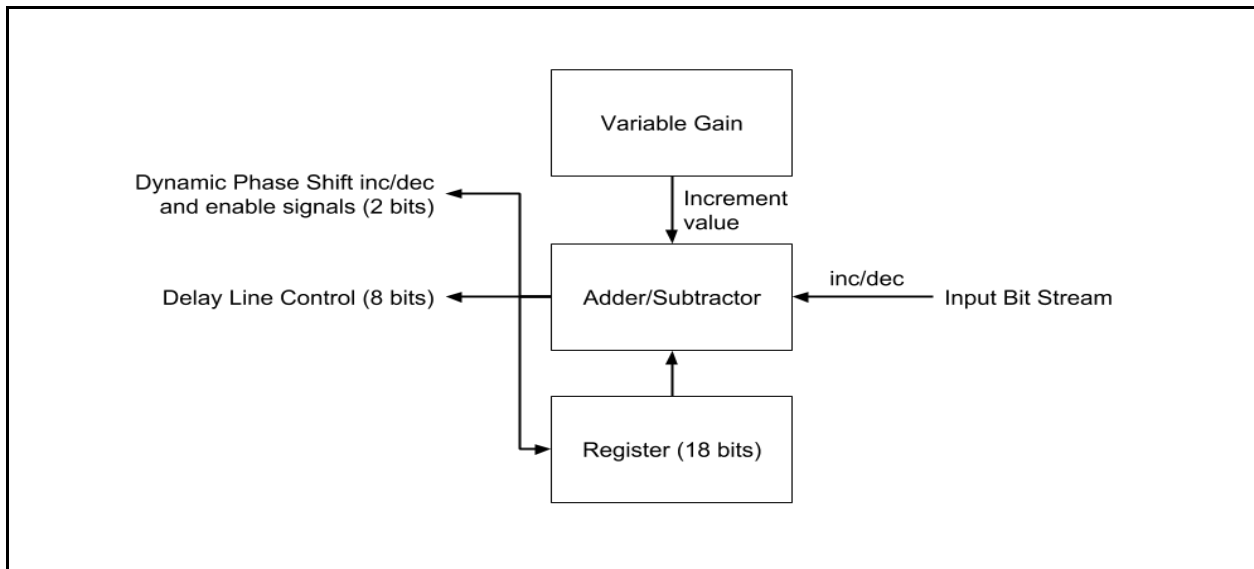 Variable Gain
Dynamic Phase Shift inc/dec
and enable signals (2 bits)
Increment
value
Delay Line Control (8 bits)
Adder/Subtractor
inc/dec
Input Bit Stream
Register (18 bits)